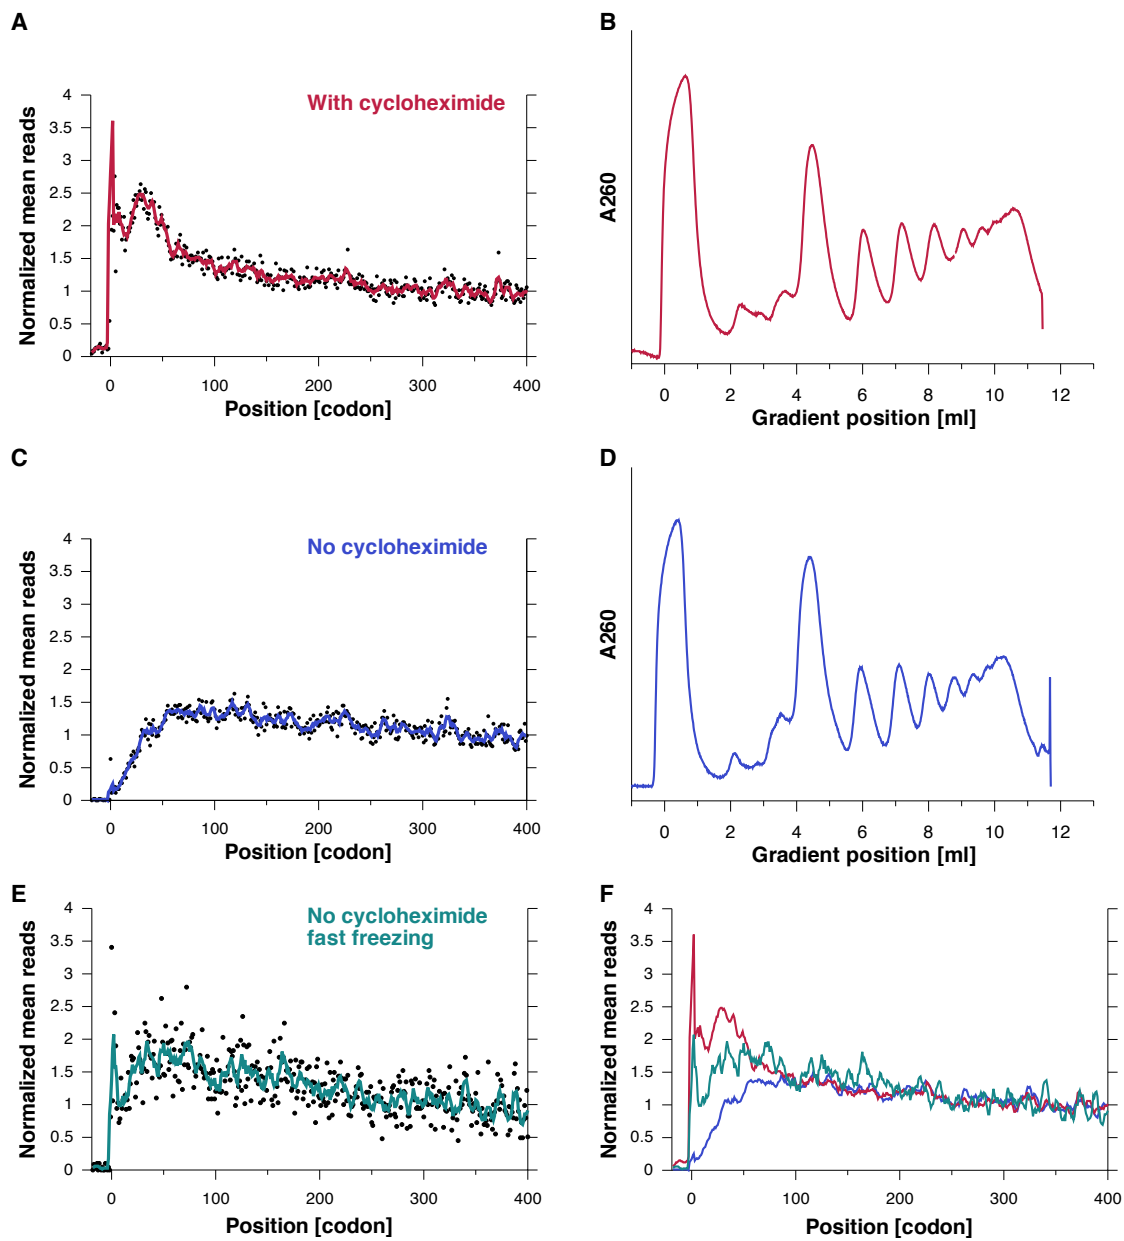 A
With cycloheximide
Normalized mean reads
4
3.5
3
2.5
2
1.5
1
0.5
0
0 100 200 300 400
Position [codon]
B
A260
0 2 4 6 8 10 12
Gradient position [ml]
C
No cycloheximide
Normalized mean reads
4
3.5
3
2.5
2
1.5
1
0.5
0
0 100 200 300 400
Position [codon]
D
A260
0 2 4 6 8 10 12
Gradient position [ml]
E
No cycloheximide
fast freezing
Normalized mean reads
4
3.5
3
2.5
2
1.5
1
0.5
0
0 100 200 300 400
Position [codon]
F
Normalized mean reads
4
3.5
3
2.5
2
1.5
1
0.5
0
0 100 200 300 400
Position [codon]